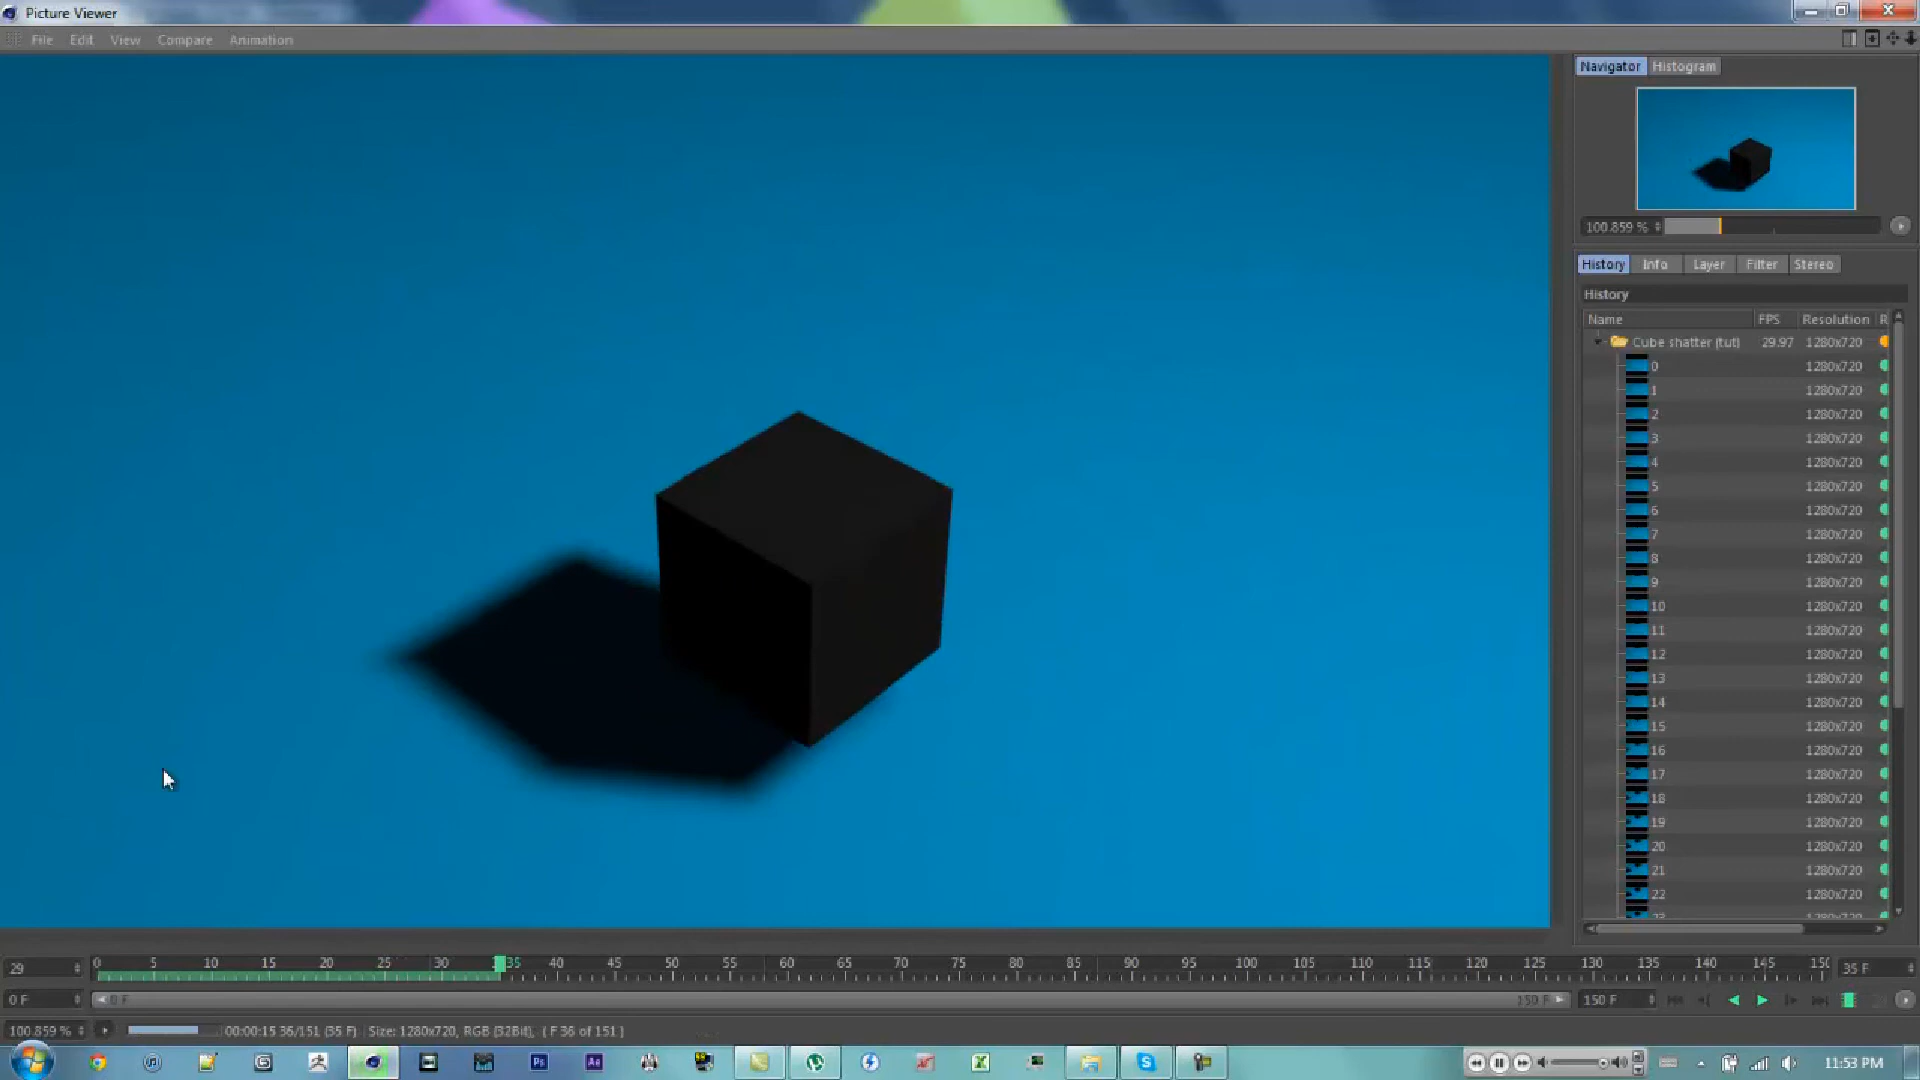 Picture Viewer
File Edit View Compare Animation
Navigator Histogram
100.859 %
History Info Layer Filter Stereo
History
Name FPS Resolution R
Cube shatter (tut) 29.97 1280x720
0 1280x720
1 1280x720
2 1280x720
3 1280x720
4 1280x720
5 1280x720
6 1280x720
7 1280x720
8 1280x720
9 1280x720
10 1280x720
11 1280x720
12 1280x720
13 1280x720
14 1280x720
15 1280x720
16 1280x720
17 1280x720
18 1280x720
19 1280x720
20 1280x720
21 1280x720
22 1280x720
23 1280x720
29 0 5 10 15 20 25 30 35 40 45 50 55 60 65 70 75 80 85 90 95 100 105 110 115 120 125 130 135 140 145 150 35 F
0 F 0 F 150 F 150 F
100.859 % 00:00:15 36/151 (35 F) Size: 1280x720, RGB (32Bit), ( F 36 of 151 )
Ps Ae 11:53 PM